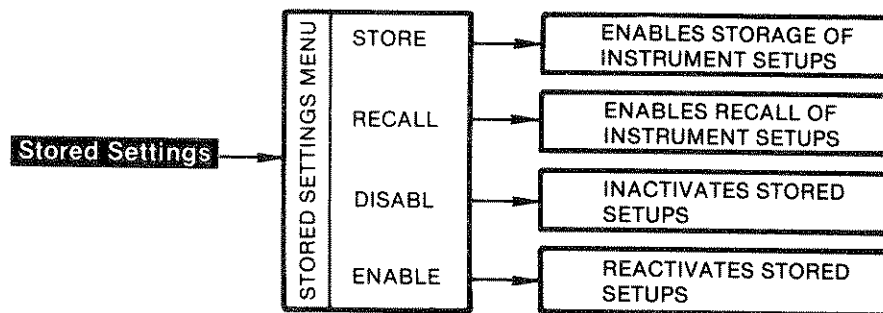 Stored Settings
STORED SETTINGS MENU
STORE
ENABLES STORAGE OF
INSTRUMENT SETUPS
RECALL
ENABLES RECALL OF
INSTRUMENT SETUPS
DISABL
INACTIVATES STORED
SETUPS
ENABLE
REACTIVATES STORED
SETUPS